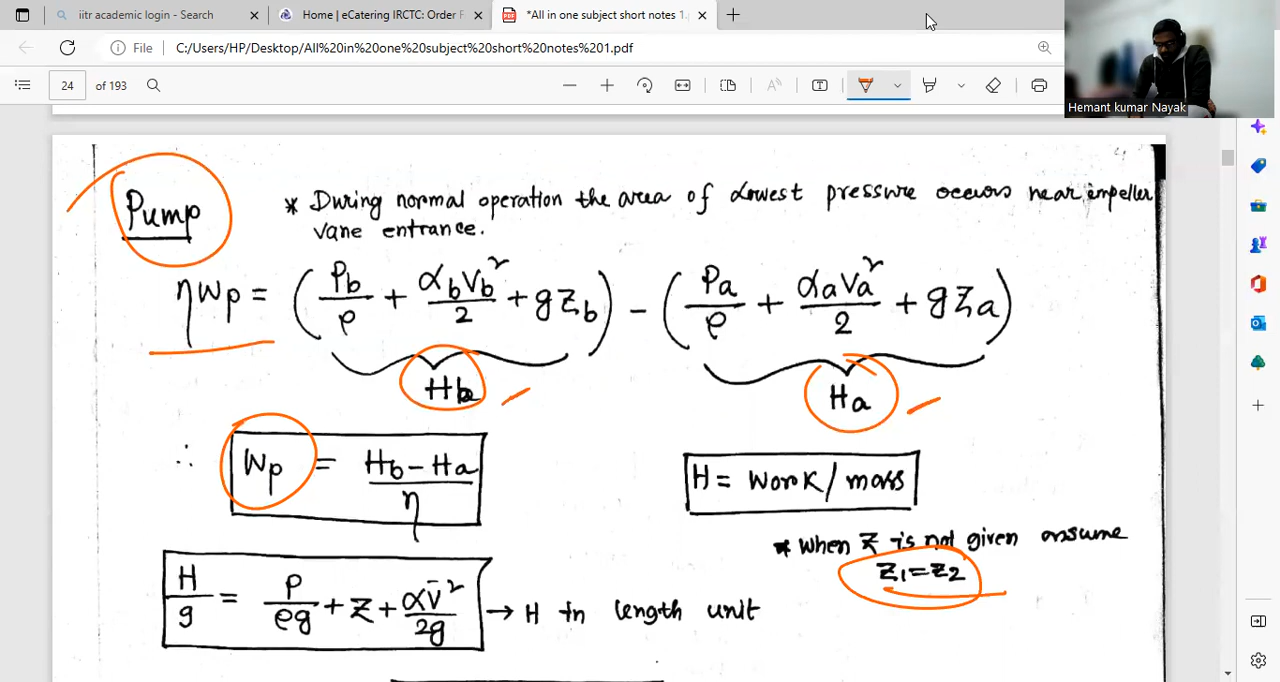 iitr academic login - Search
Home | eCatering IRCTC: Order F
*All in one subject short notes 1.p
File
C:/Users/HP/Desktop/All%20in%20one%20subject%20short%20notes%201.pdf
24 of 193
Hemant kumar Nayak
Pump
* During normal operation the area of Lowest pressure occurs near impeller
vane entrance.
ηWp = (Pb/ρ + αbVb²/2 + gZb) - (Pa/ρ + αaVa²/2 + gZa)
Hb
Ha
∴ Wp = Hb - Ha / η
H = Work/mass
* When Z is not given assume
Z1 = Z2
H/g = P/ρg + Z + αV̄²/2g → H In length unit